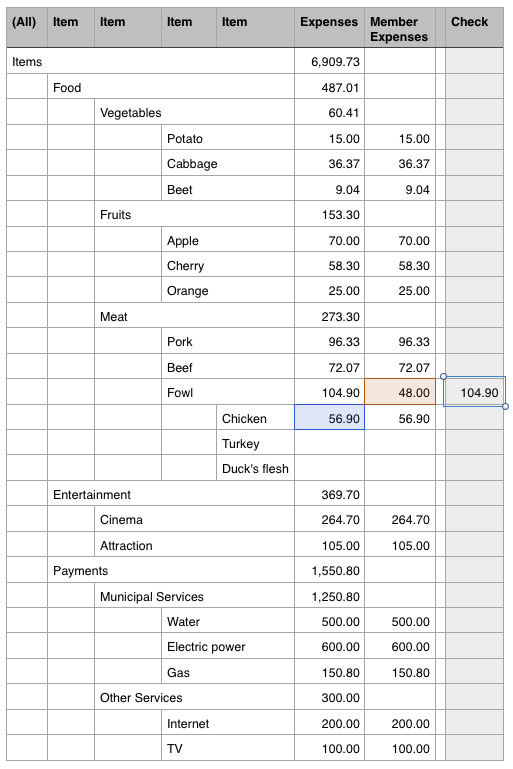 (All) Item Item Item Item Expenses Member Expenses Check
Items 6,909.73
Food 487.01
Vegetables 60.41
Potato 15.00 15.00
Cabbage 36.37 36.37
Beet 9.04 9.04
Fruits 153.30
Apple 70.00 70.00
Cherry 58.30 58.30
Orange 25.00 25.00
Meat 273.30
Pork 96.33 96.33
Beef 72.07 72.07
Fowl 104.90 48.00 104.90
Chicken 56.90 56.90
Turkey
Duck's flesh
Entertainment 369.70
Cinema 264.70 264.70
Attraction 105.00 105.00
Payments 1,550.80
Municipal Services 1,250.80
Water 500.00 500.00
Electric power 600.00 600.00
Gas 150.80 150.80
Other Services 300.00
Internet 200.00 200.00
TV 100.00 100.00